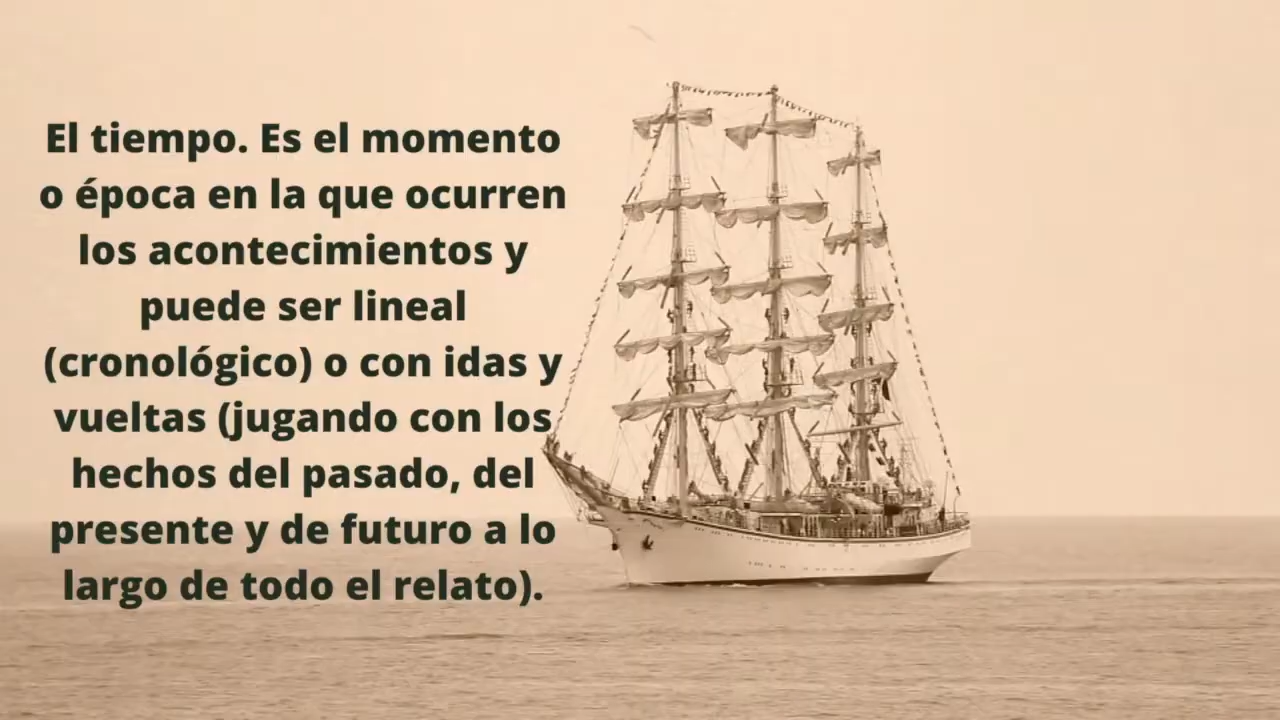 El tiempo. Es el momento
o época en la que ocurren
los acontecimientos y
puede ser lineal
(cronológico) o con idas y
vueltas (jugando con los
hechos del pasado, del
presente y de futuro a lo
largo de todo el relato).